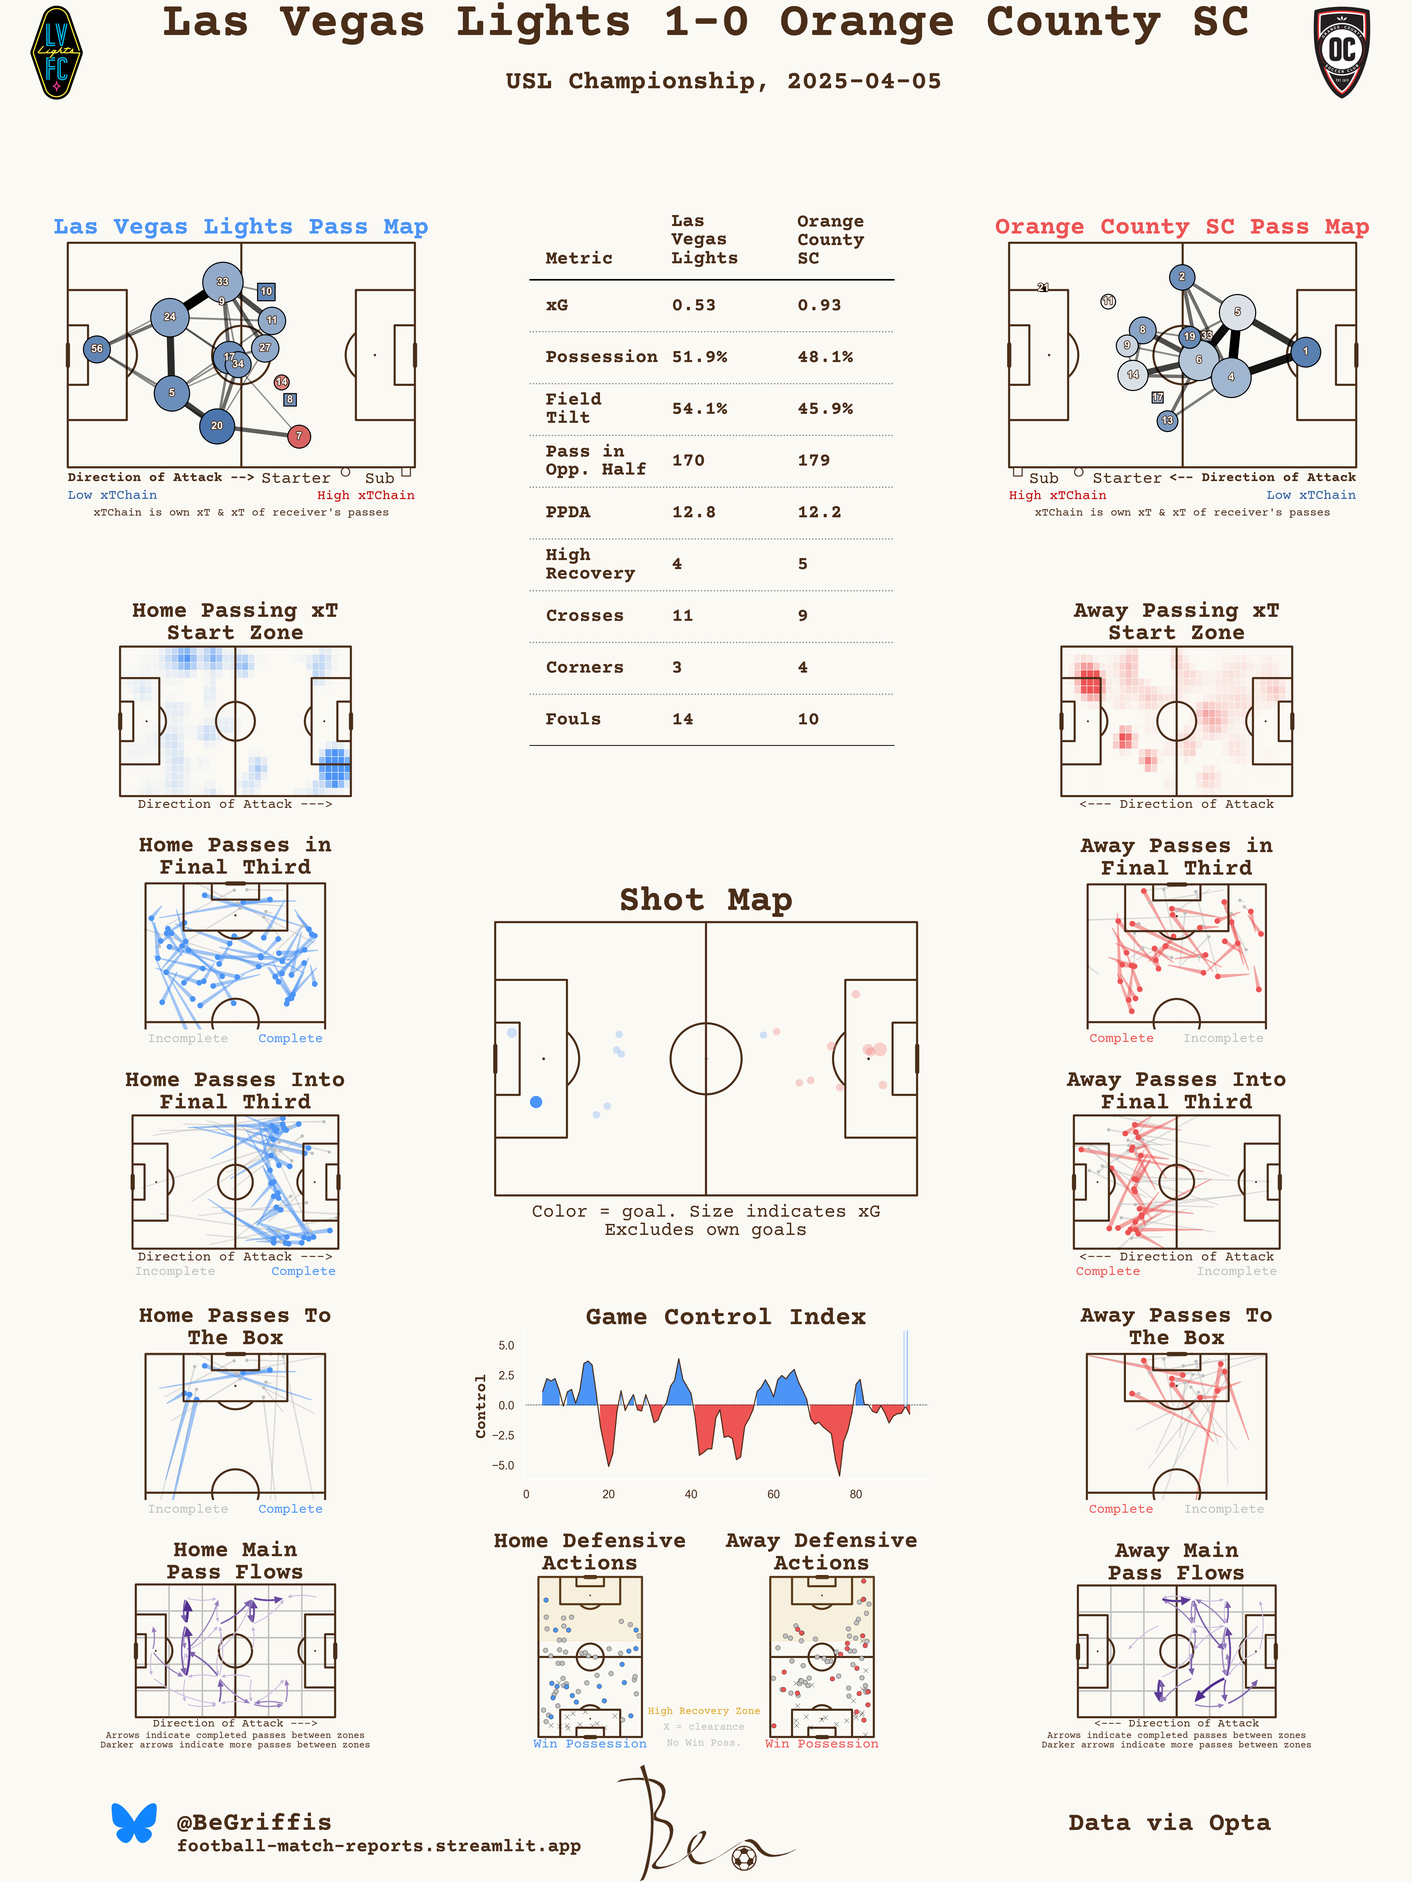 Las Vegas Lights 1-0 Orange County SC
USL Championship, 2025-04-05
LV
Lights
FC
OC
Las Vegas Lights Pass Map
33
10
9
24
11
56
17
27
34
14
5
8
20
7
Direction of Attack --> Starter Sub
Low xTChain High xTChain
xTChain is own xT & xT of receiver's passes
Metric Las Vegas Lights Orange County SC
xG 0.53 0.93
Possession 51.9% 48.1%
Field Tilt 54.1% 45.9%
Pass in Opp. Half 170 179
PPDA 12.8 12.2
High Recovery 4 5
Crosses 11 9
Corners 3 4
Fouls 14 10
Orange County SC Pass Map
2
21
11
5
8
19
33
9
1
6
14
4
17
13
Sub Starter <-- Direction of Attack
High xTChain Low xTChain
xTChain is own xT & xT of receiver's passes
Home Passing xT
Start Zone
Direction of Attack --->
Away Passing xT
Start Zone
<--- Direction of Attack
Home Passes in
Final Third
Incomplete Complete
Away Passes in
Final Third
Complete Incomplete
Shot Map
Color = goal. Size indicates xG
Excludes own goals
Home Passes Into
Final Third
Direction of Attack --->
Incomplete Complete
Away Passes Into
Final Third
<--- Direction of Attack
Complete Incomplete
Home Passes To
The Box
Incomplete Complete
Game Control Index
Control
5.0
2.5
0.0
−2.5
−5.0
0 20 40 60 80
Away Passes To
The Box
Complete Incomplete
Home Main
Pass Flows
Direction of Attack --->
Arrows indicate completed passes between zones
Darker arrows indicate more passes between zones
Home Defensive
Actions
Win Possession
Away Defensive
Actions
Win Possession
High Recovery Zone
X = clearance
No Win Poss.
Away Main
Pass Flows
<--- Direction of Attack
Arrows indicate completed passes between zones
Darker arrows indicate more passes between zones
@BeGriffis
football-match-reports.streamlit.app
Ben
Data via Opta